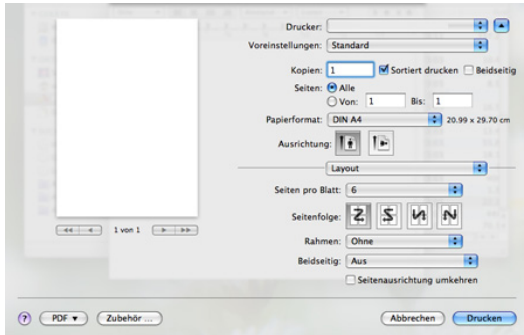 Drucker:
Voreinstellungen: Standard
Kopien: 1 Sortiert drucken Beidseitig
Seiten: Alle
Von: 1 Bis: 1
Papierformat: DIN A4 20.99 x 29.70 cm
Ausrichtung:
Layout
Seiten pro Blatt: 6
Seitenfolge:
1 von 1
Rahmen: Ohne
Beidseitig: Aus
Seitenausrichtung umkehren
? PDF ▼ Zubehör ... Abbrechen Drucken